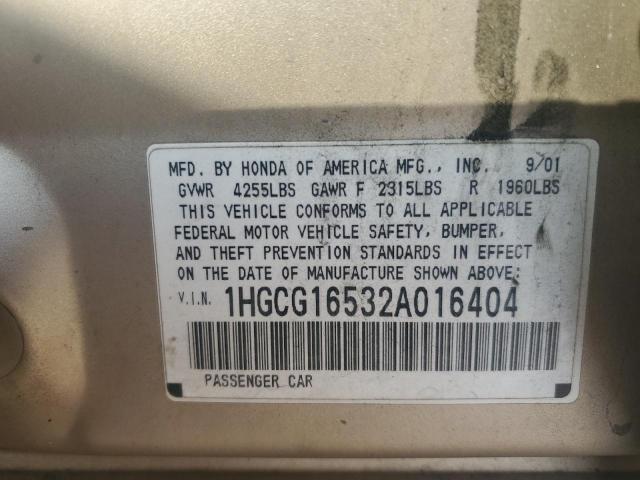 MFD. BY HONDA OF AMERICA MFG., INC. 9/01
GVWR 4255LBS GAWR F 2315LBS R 1960LBS
THIS VEHICLE CONFORMS TO ALL APPLICABLE
FEDERAL MOTOR VEHICLE SAFETY, BUMPER,
AND THEFT PREVENTION STANDARDS IN EFFECT
ON THE DATE OF MANUFACTURE SHOWN ABOVE:
V.I.N. 1HGCG16532A016404
PASSENGER CAR